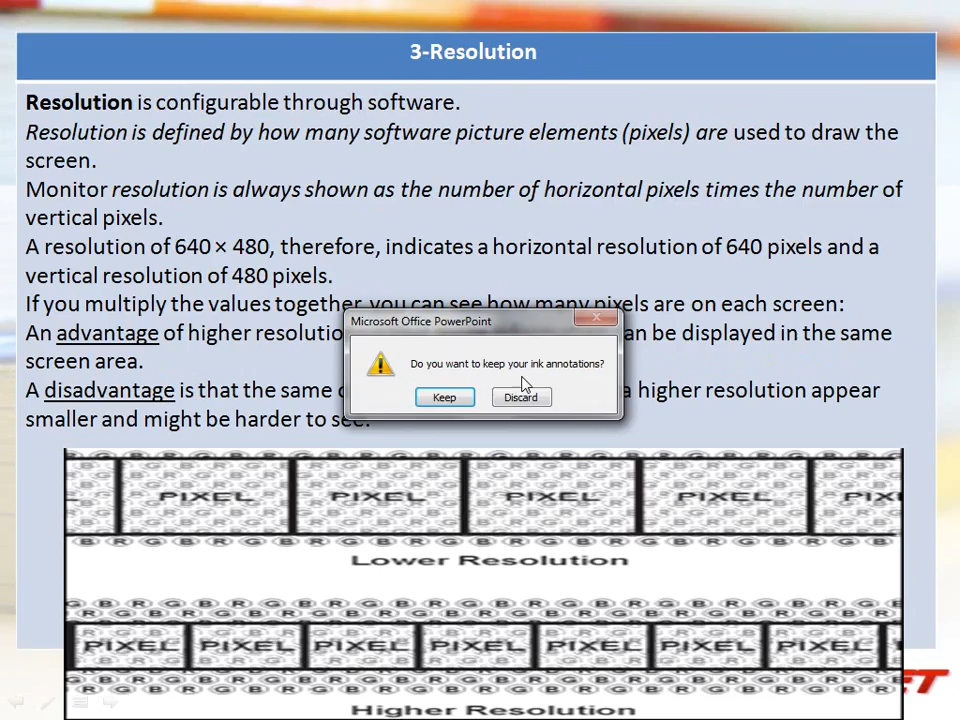 3-Resolution
Resolution is configurable through software.
Resolution is defined by how many software picture elements (pixels) are used to draw the
screen.
Monitor resolution is always shown as the number of horizontal pixels times the number of
vertical pixels.
A resolution of 640 × 480, therefore, indicates a horizontal resolution of 640 pixels and a
vertical resolution of 480 pixels.
If you multiply the values together, you can see how many pixels are on each screen:
An advantage of higher resolutio an be displayed in the same
screen area.
A disadvantage is that the same a higher resolution appear
smaller and might be harder to see.
Microsoft Office PowerPoint
Do you want to keep your ink annotations?
Keep Discard
PIXEL PIXEL PIXEL PIXEL PIX
Lower Resolution
PIXEL PIXEL PIXEL PIXEL PIXEL PIXEL PIXEL
Higher Resolution